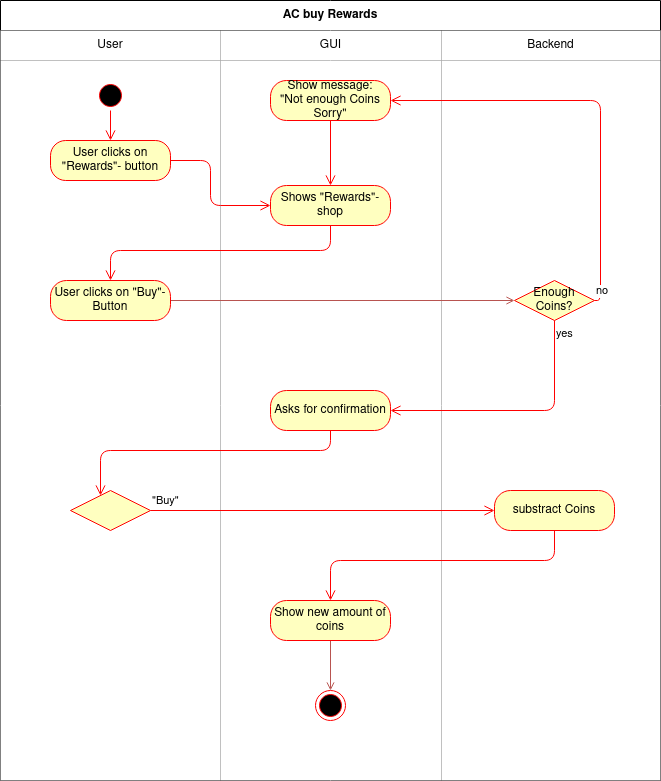 AC buy Rewards
User
GUI
Backend
Show message:
"Not enough Coins
Sorry"
User clicks on
"Rewards"- button
Shows "Rewards"-
shop
User clicks on "Buy"-
Button
Enough
Coins?
no
yes
Asks for confirmation
"Buy"
substract Coins
Show new amount of
coins